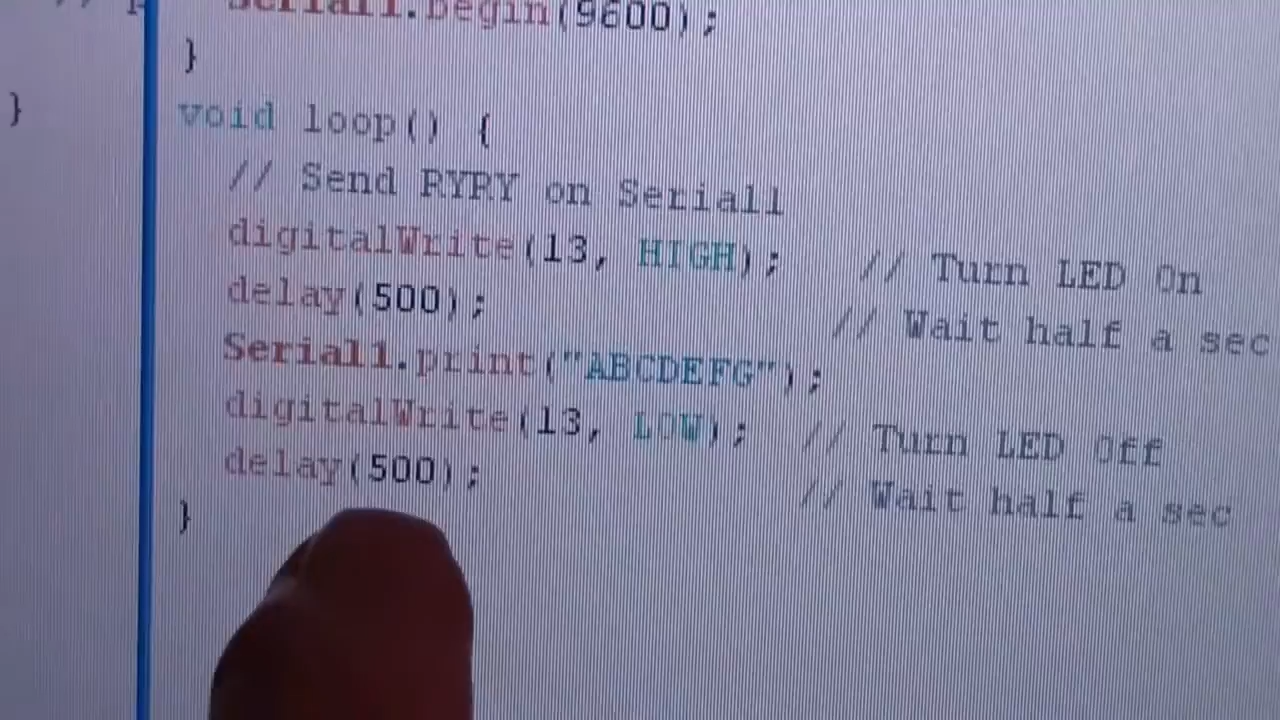 Serial1.begin(9600);
}
}
void loop() {
// Send RYRY on Serial1
digitalWrite(13, HIGH); // Turn LED On
delay(500); // Wait half a sec
Serial1.print("ABCDEFG");
digitalWrite(13, LOW); // Turn LED Off
delay(500); // Wait half a sec
}